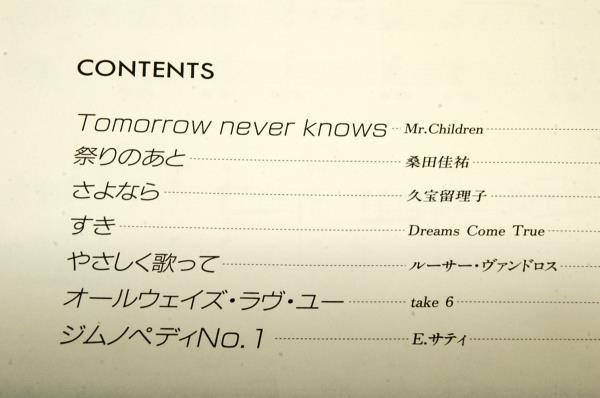 CONTENTS
Tomorrow never knows Mr.Children
祭りのあと 桑田佳祐
さよなら 久宝留理子
すき Dreams Come True
やさしく歌って ルーサー・ヴァンドロス
オールウェイズ・ラヴ・ユー take 6
ジムノペディNo.1 E.サティ